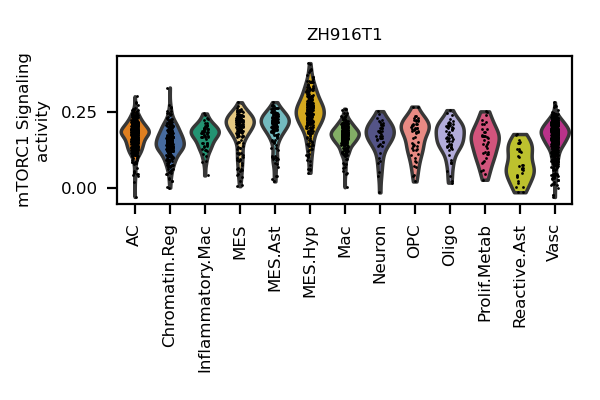 ZH916T1
mTORC1 Signaling
activity
0.25
0.00
AC
Chromatin.Reg
Inflammatory.Mac
MES
MES.Ast
MES.Hyp
Mac
Neuron
OPC
Oligo
Prolif.Metab
Reactive.Ast
Vasc